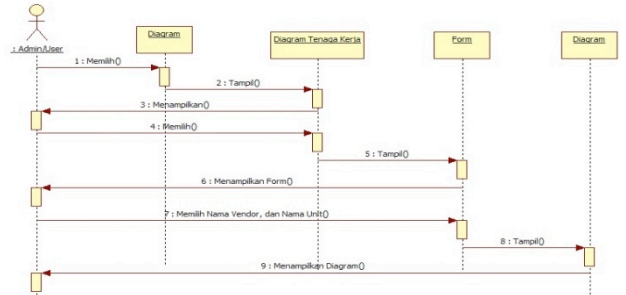 : Admin/User
Diagram
Diagram Tenaga Kerja
Form
Diagram
1 : Memilih()
2 : Tampil()
3 : Menampilkan()
4 : Memilih()
5 : Tampil()
6 : Menampilkan Form()
7 : Memilih Nama Vendor, dan Nama Unit()
8 : Tampil()
9 : Menampilkan Diagram()